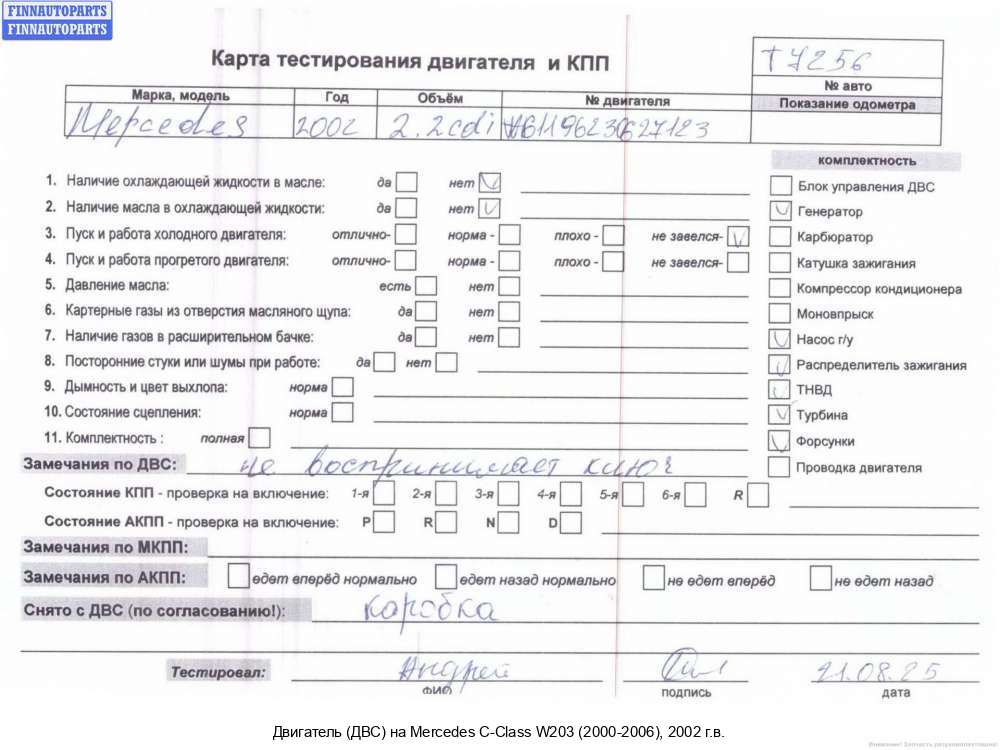 FINNAUTOPARTS
FINNAUTOPARTS
Карта тестирования двигателя и КПП
T7256
№ авто
Марка, модель Год Объём № двигателя Показание одометра
Mercedes 2002 2.2cdi 61196230627123
комплектность
1. Наличие охлаждающей жидкости в масле: да нет
Блок управления ДВС
2. Наличие масла в охлаждающей жидкости: да нет
Генератор
3. Пуск и работа холодного двигателя: отлично- норма - плохо - не завелся-
Карбюратор
4. Пуск и работа прогретого двигателя: отлично- норма - плохо - не завелся-
Катушка зажигания
5. Давление масла: есть нет
Компрессор кондиционера
6. Картерные газы из отверстия масляного щупа: да нет
Моновпрыск
7. Наличие газов в расширительном бачке: да нет
Насос г/у
8. Посторонние стуки или шумы при работе: да нет
Распределитель зажигания
9. Дымность и цвет выхлопа: норма
ТНВД
10. Состояние сцепления: норма
Турбина
11. Комплектность : полная
Форсунки
Замечания по ДВС: не воспринимает ключ
Проводка двигателя
Состояние КПП - проверка на включение: 1-я 2-я 3-я 4-я 5-я 6-я R
Состояние АКПП - проверка на включение: P R N D
Замечания по МКПП:
Замечания по АКПП: едет вперёд нормально едет назад нормально не едет вперёд не едет назад
Снято с ДВС (по согласованию!): коробка
Тестировал: Андрей 21.08.25
ФИО подпись дата
Двигатель (ДВС) на Mercedes C-Class W203 (2000-2006), 2002 г.в.